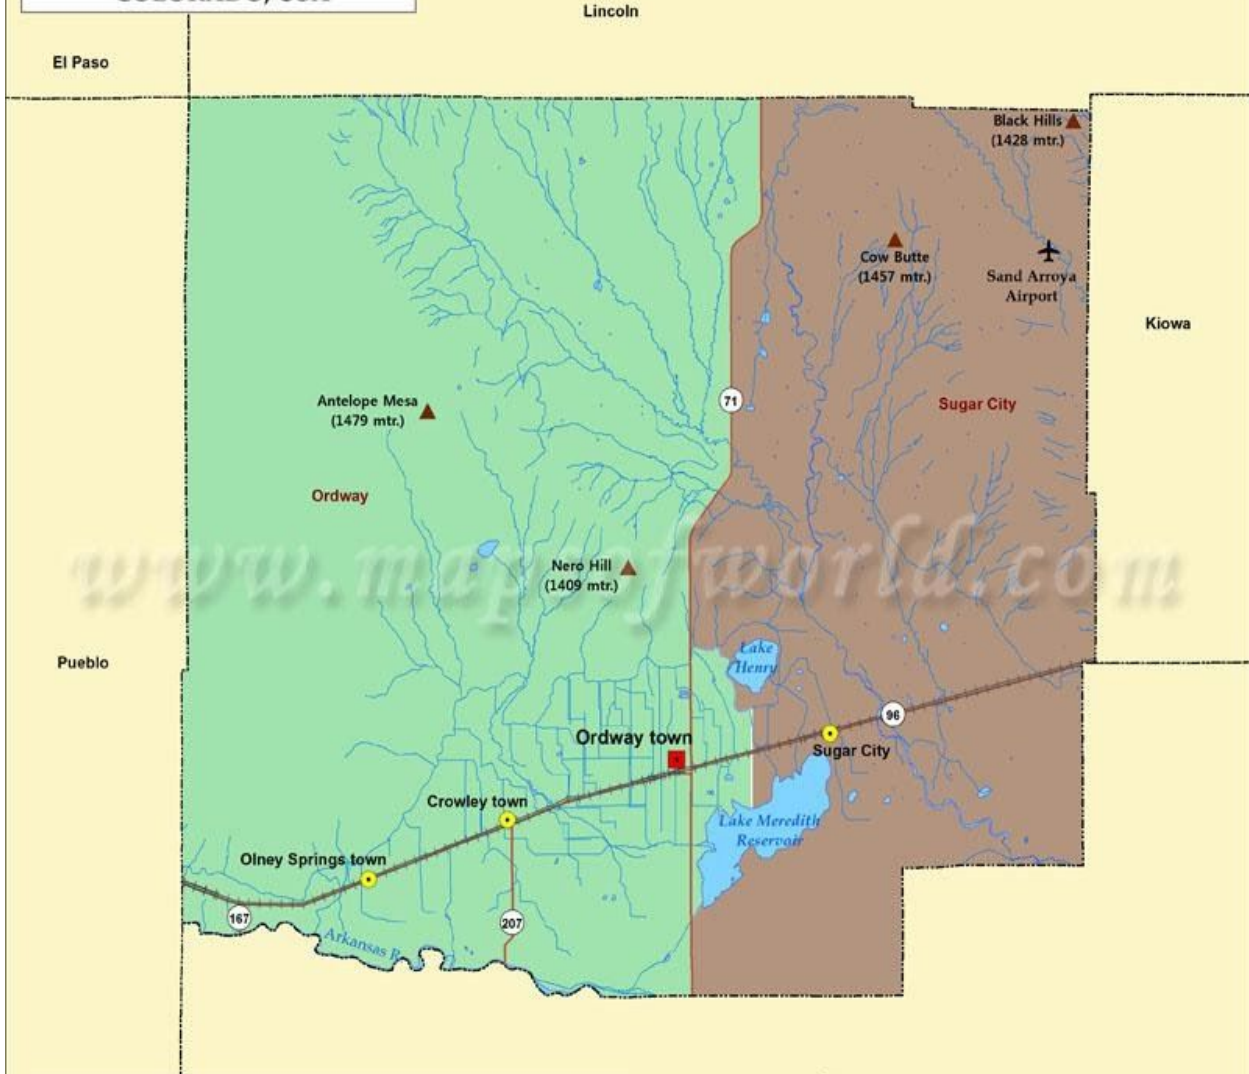 COLORADO, USA
Lincoln
El Paso
Black Hills
(1428 mtr.)
Cow Butte
(1457 mtr.)
Sand Arroya
Airport
Kiowa
Antelope Mesa
(1479 mtr.)
71
Sugar City
Ordway
www.mapsofworld.com
Nero Hill
(1409 mtr.)
Lake
Henry
Pueblo
96
Ordway town
Sugar City
Crowley town
Lake Meredith
Reservoir
Olney Springs town
167
207
Arkansas